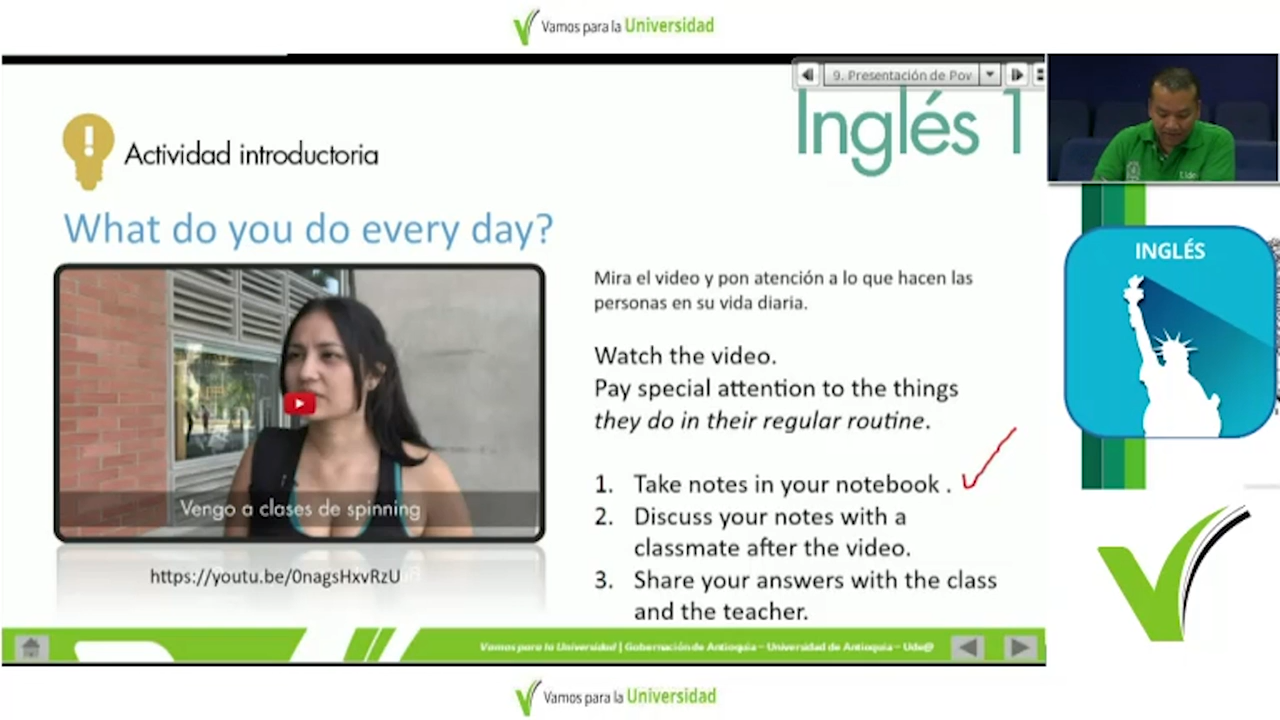 Vamos para la Universidad
9. Presentación de Pov
Inglés 1
Actividad introductoria
What do you do every day?
INGLÉS
Mira el video y pon atención a lo que hacen las
personas en su vida diaria.
Watch the video.
Pay special attention to the things
they do in their regular routine.
1. Take notes in your notebook .
2. Discuss your notes with a
classmate after the video.
3. Share your answers with the class
and the teacher.
Vengo a clases de spinning
https://youtu.be/0nagsHxvRzU
Vamos para la Universidad | Gobernación de Antioquia – Universidad de Antioquia – Ude@
Vamos para la Universidad